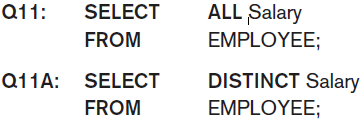 Q11: SELECT ALL Salary
FROM EMPLOYEE;
Q11A: SELECT DISTINCT Salary
FROM EMPLOYEE;